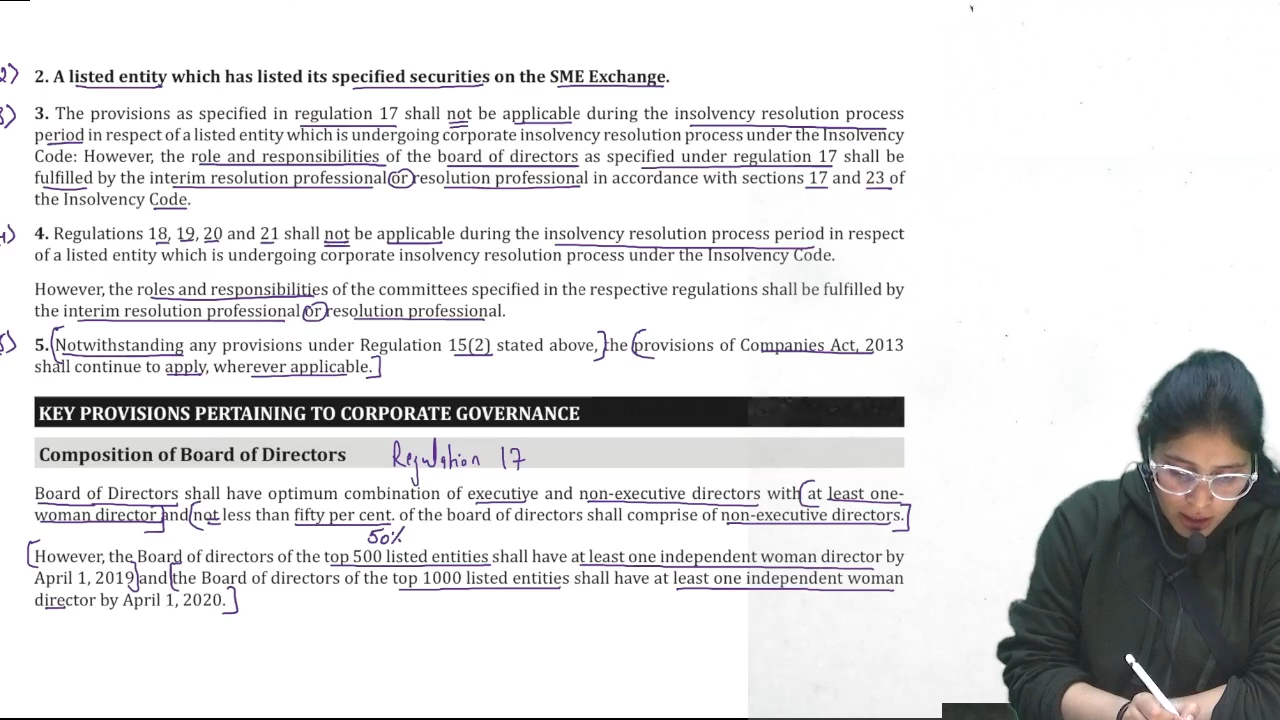 2) 2. A listed entity which has listed its specified securities on the SME Exchange.
3. The provisions as specified in regulation 17 shall not be applicable during the insolvency resolution process
period in respect of a listed entity which is undergoing corporate insolvency resolution process under the Insolvency
Code: However, the role and responsibilities of the board of directors as specified under regulation 17 shall be
fulfilled by the interim resolution professional or resolution professional in accordance with sections 17 and 23 of
the Insolvency Code.
4. Regulations 18, 19, 20 and 21 shall not be applicable during the insolvency resolution process period in respect
of a listed entity which is undergoing corporate insolvency resolution process under the Insolvency Code.
However, the roles and responsibilities of the committees specified in the respective regulations shall be fulfilled by
the interim resolution professional or resolution professional.
5. Notwithstanding any provisions under Regulation 15(2) stated above, the provisions of Companies Act, 2013
shall continue to apply, wherever applicable.
KEY PROVISIONS PERTAINING TO CORPORATE GOVERNANCE
Composition of Board of Directors Regulation 17
Board of Directors shall have optimum combination of executive and non-executive directors with at least one-
woman director and not less than fifty per cent. of the board of directors shall comprise of non-executive directors.
50%
However, the Board of directors of the top 500 listed entities shall have at least one independent woman director by
April 1, 2019 and the Board of directors of the top 1000 listed entities shall have at least one independent woman
director by April 1, 2020.